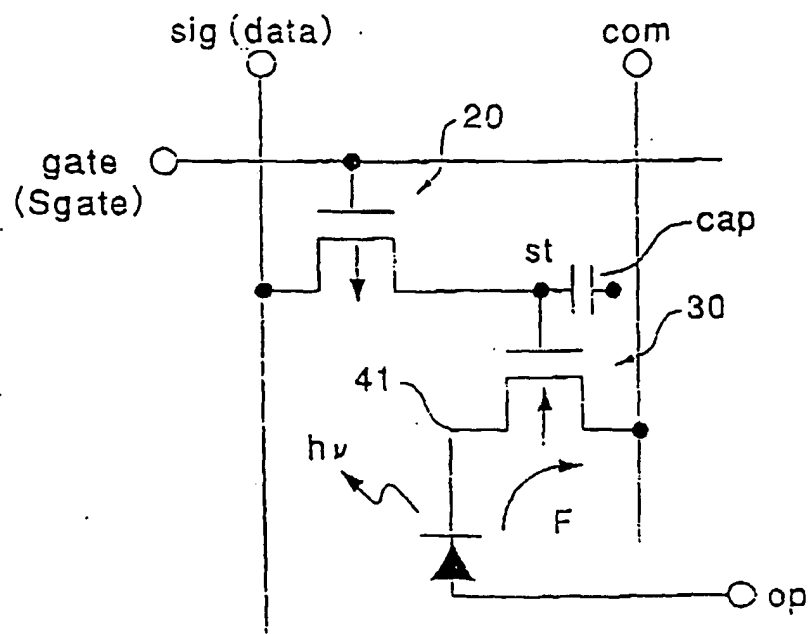 sig (data)
com
20
gate
(Sgate)
st
cap
30
41
hν
F
op